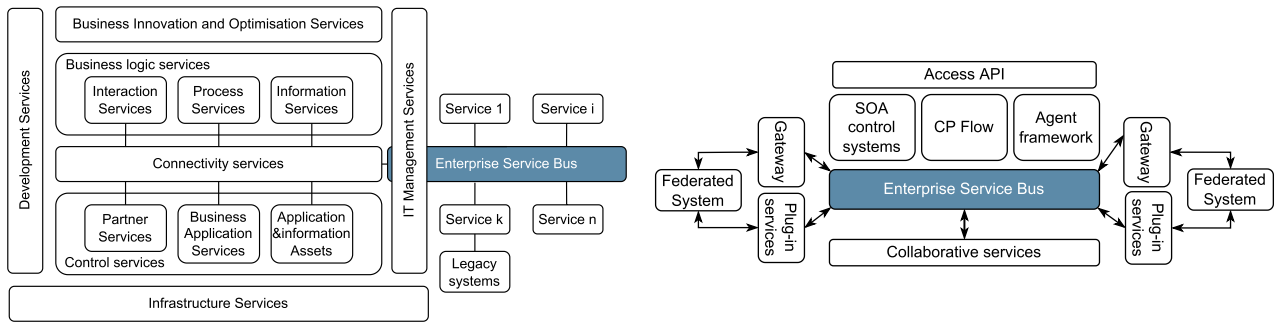 Development Services
Business Innovation and Optimisation Services
Business logic services
Interaction
Services
Process
Services
Information
Services
Connectivity services
Partner
Services
Business
Application
Services
Application
&information
Assets
Control services
IT Management Services
Infrastructure Services
Service 1
Service i
Enterprise Service Bus
Service k
Service n
Legacy
systems
Access API
SOA
control
systems
CP Flow
Agent
framework
Gateway
Federated
System
Plug-in
services
Enterprise Service Bus
Collaborative services
Gateway
Federated
System
Plug-in
services